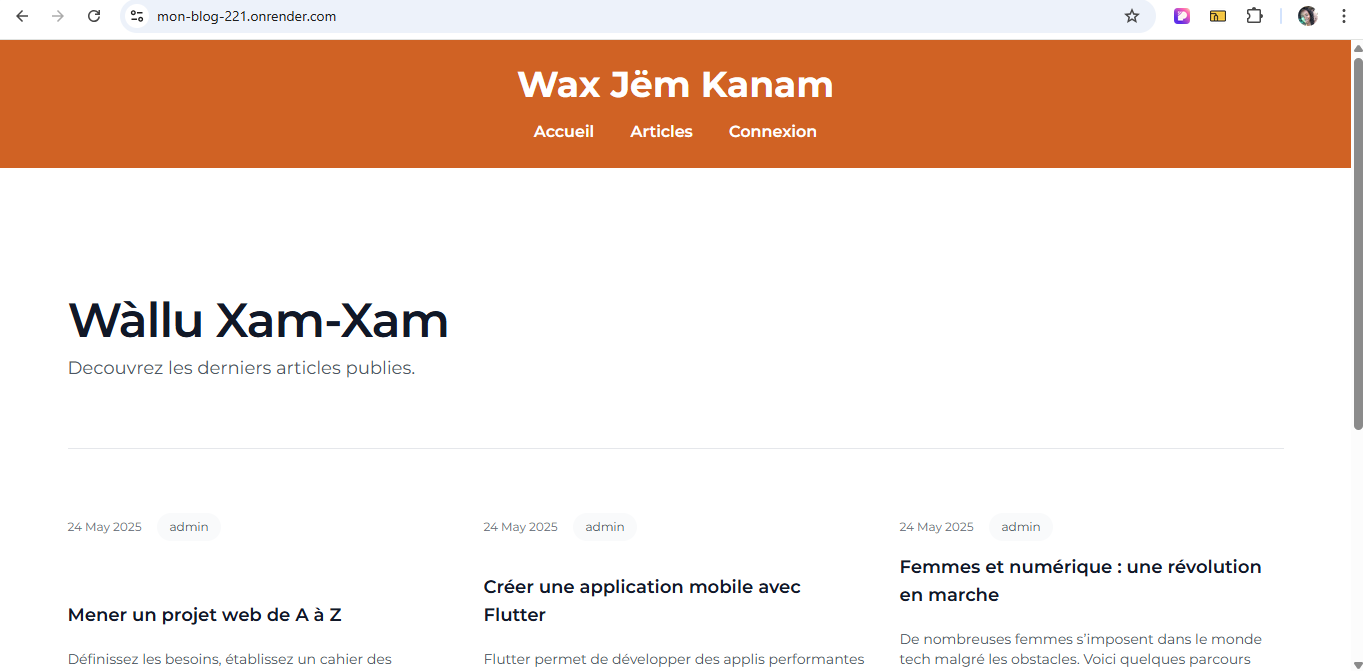 mon-blog-221.onrender.com
Wax Jëm Kanam
Accueil Articles Connexion
Wàllu Xam-Xam
Decouvrez les derniers articles publies.
24 May 2025 admin
Mener un projet web de A à Z
Définissez les besoins, établissez un cahier des
24 May 2025 admin
Créer une application mobile avec
Flutter
Flutter permet de développer des applis performantes
24 May 2025 admin
Femmes et numérique : une révolution
en marche
De nombreuses femmes s’imposent dans le monde
tech malgré les obstacles. Voici quelques parcours